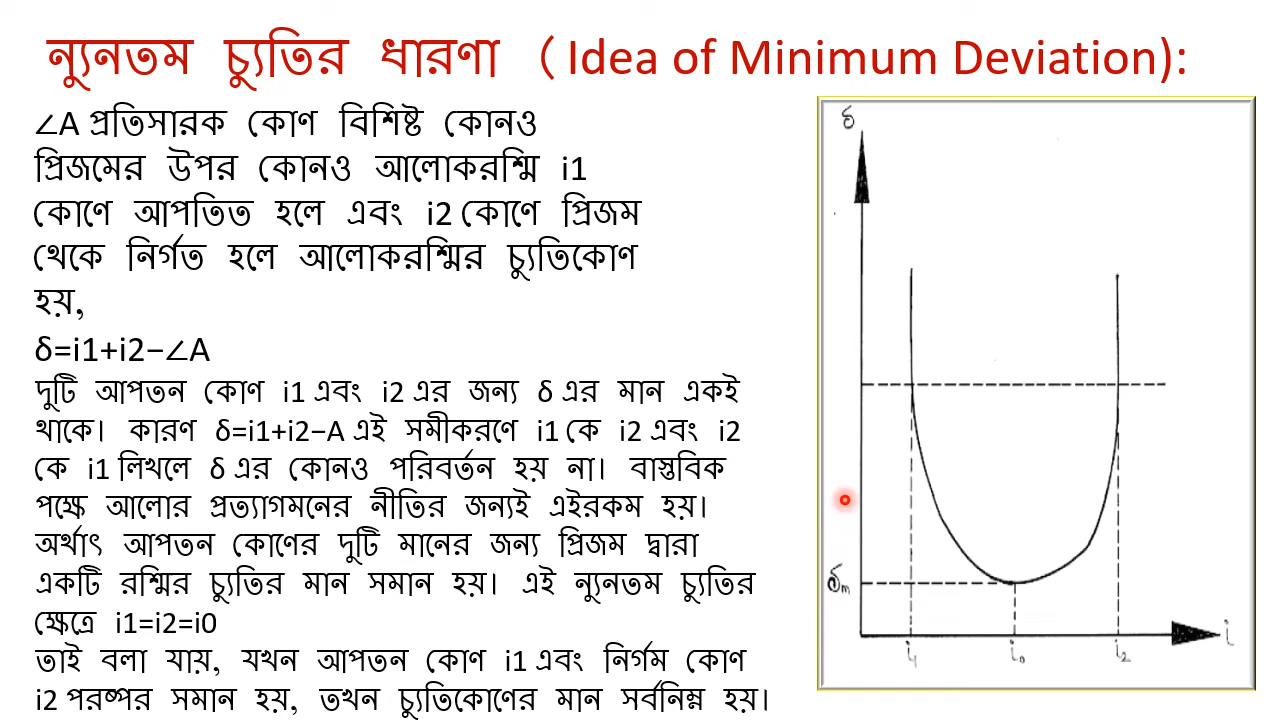 ন্যুনতম চ্যুতির ধারণা ( Idea of Minimum Deviation):
∠A প্রতিসারক কোণ বিশিষ্ট কোনও
প্রিজমের উপর কোনও আলোকরশ্মি i1
কোণে আপতিত হলে এবং i2 কোণে প্রিজম
থেকে নির্গত হলে আলোকরশ্মির চ্যুতিকোণ
হয়,
δ=i1+i2−∠A
দুটি আপতন কোণ i1 এবং i2 এর জন্য δ এর মান একই
থাকে। কারণ δ=i1+i2−A এই সমীকরণে i1 কে i2 এবং i2
কে i1 লিখলে δ এর কোনও পরিবর্তন হয় না। বাস্তবিক
পক্ষে আলোর প্রত্যাগমনের নীতির জন্যই এইরকম হয়।
অর্থাৎ আপতন কোণের দুটি মানের জন্য প্রিজম দ্বারা
একটি রশ্মির চ্যুতির মান সমান হয়। এই ন্যুনতম চ্যুতির
ক্ষেত্রে i1=i2=i0
তাই বলা যায়, যখন আপতন কোণ i1 এবং নির্গম কোণ
i2 পরষ্পর সমান হয়, তখন চ্যুতিকোণের মান সর্বনিম্ন হয়।
δ
δm
i1 i0 i2 i